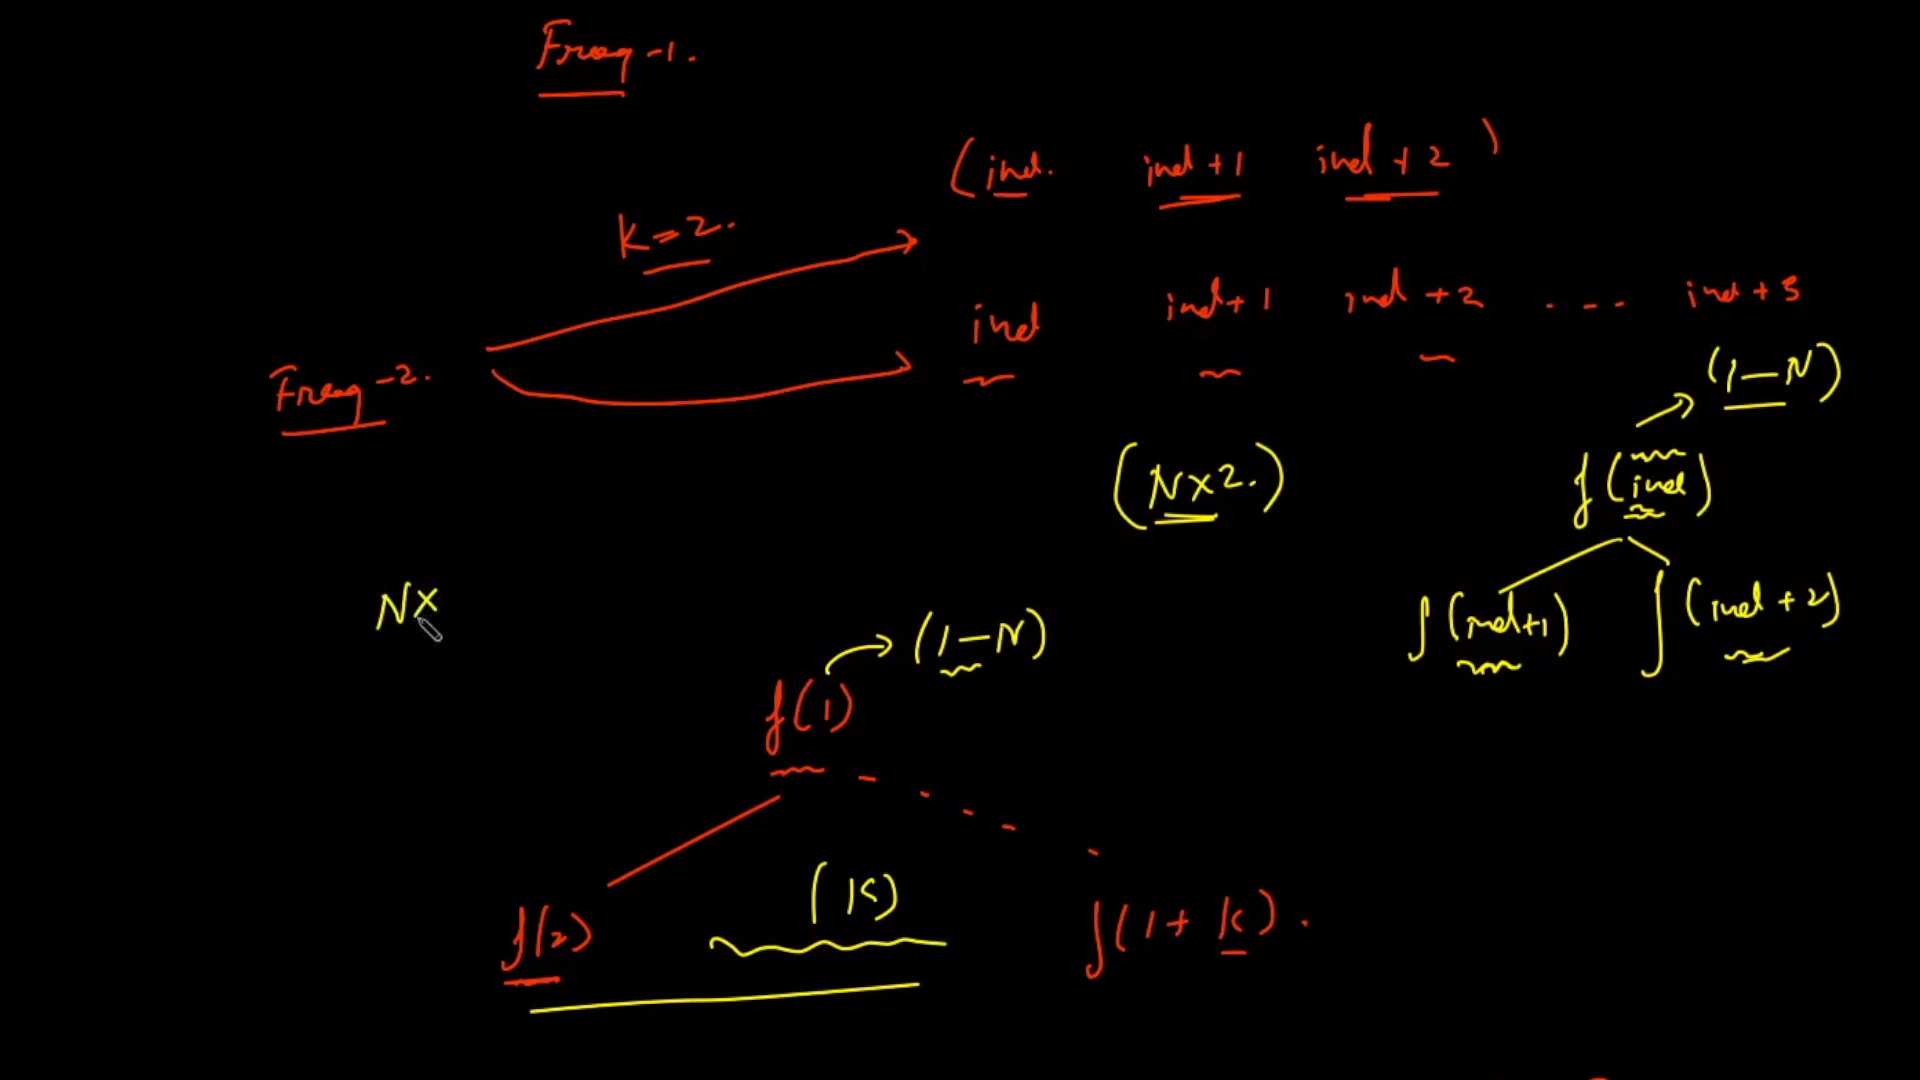 Freq-1.
(ind. ind+1 ind+2)
K=2.
ind ind+1 ind+2 .... ind+3
Freq-2.
(1-N)
(Nx2.)
f(ind)
Nx
f(ind+1) f(ind+2)
(1-N)
f(1)
(K)
f(2) f(1+K).